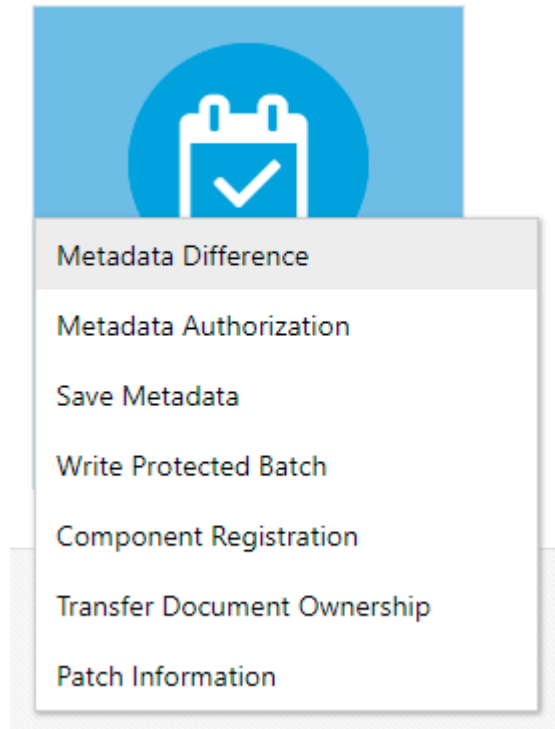 Metadata Difference
Metadata Authorization
Save Metadata
Write Protected Batch
Component Registration
Transfer Document Ownership
Patch Information